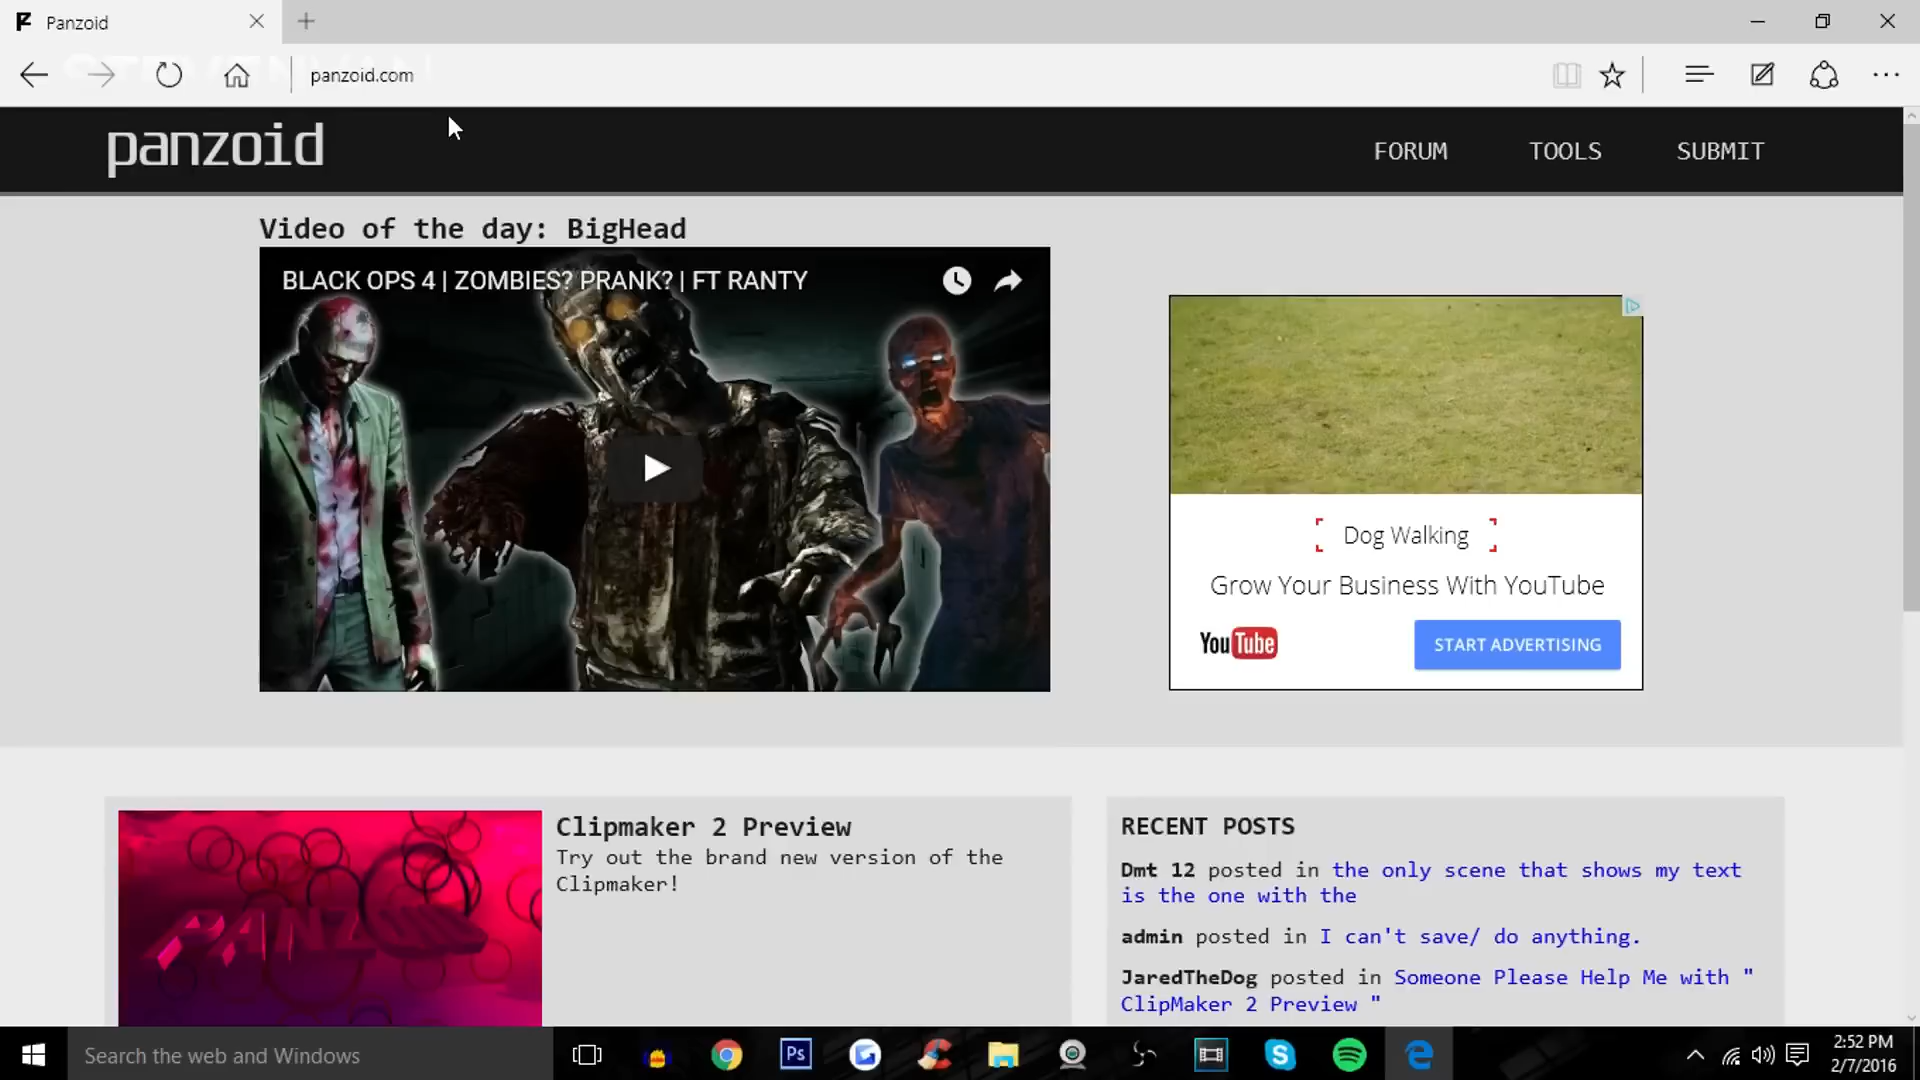 Panzoid
panzoid.com
panzoid
FORUM
TOOLS
SUBMIT
Video of the day: BigHead
BLACK OPS 4 | ZOMBIES? PRANK? | FT RANTY
Dog Walking
Grow Your Business With YouTube
YouTube
START ADVERTISING
PANZOID
Clipmaker 2 Preview
Try out the brand new version of the
Clipmaker!
RECENT POSTS
Dmt 12 posted in the only scene that shows my text
is the one with the
admin posted in I can't save/ do anything.
JaredTheDog posted in Someone Please Help Me with "
ClipMaker 2 Preview "
Search the web and Windows
Ps
2:52 PM
2/7/2016